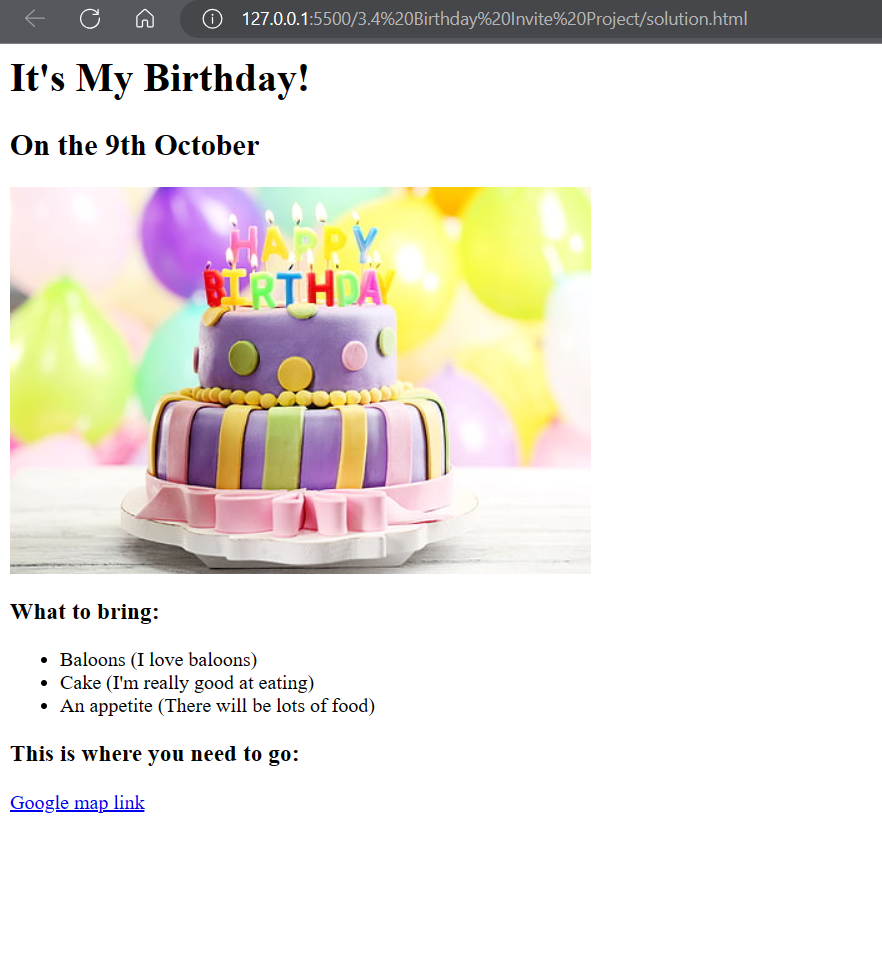 127.0.0.1:5500/3.4%20Birthday%20Invite%20Project/solution.html
It's My Birthday!
On the 9th October
HAPPY
BIRTHDAY
What to bring:
Baloons (I love baloons)
Cake (I'm really good at eating)
An appetite (There will be lots of food)
This is where you need to go:
Google map link